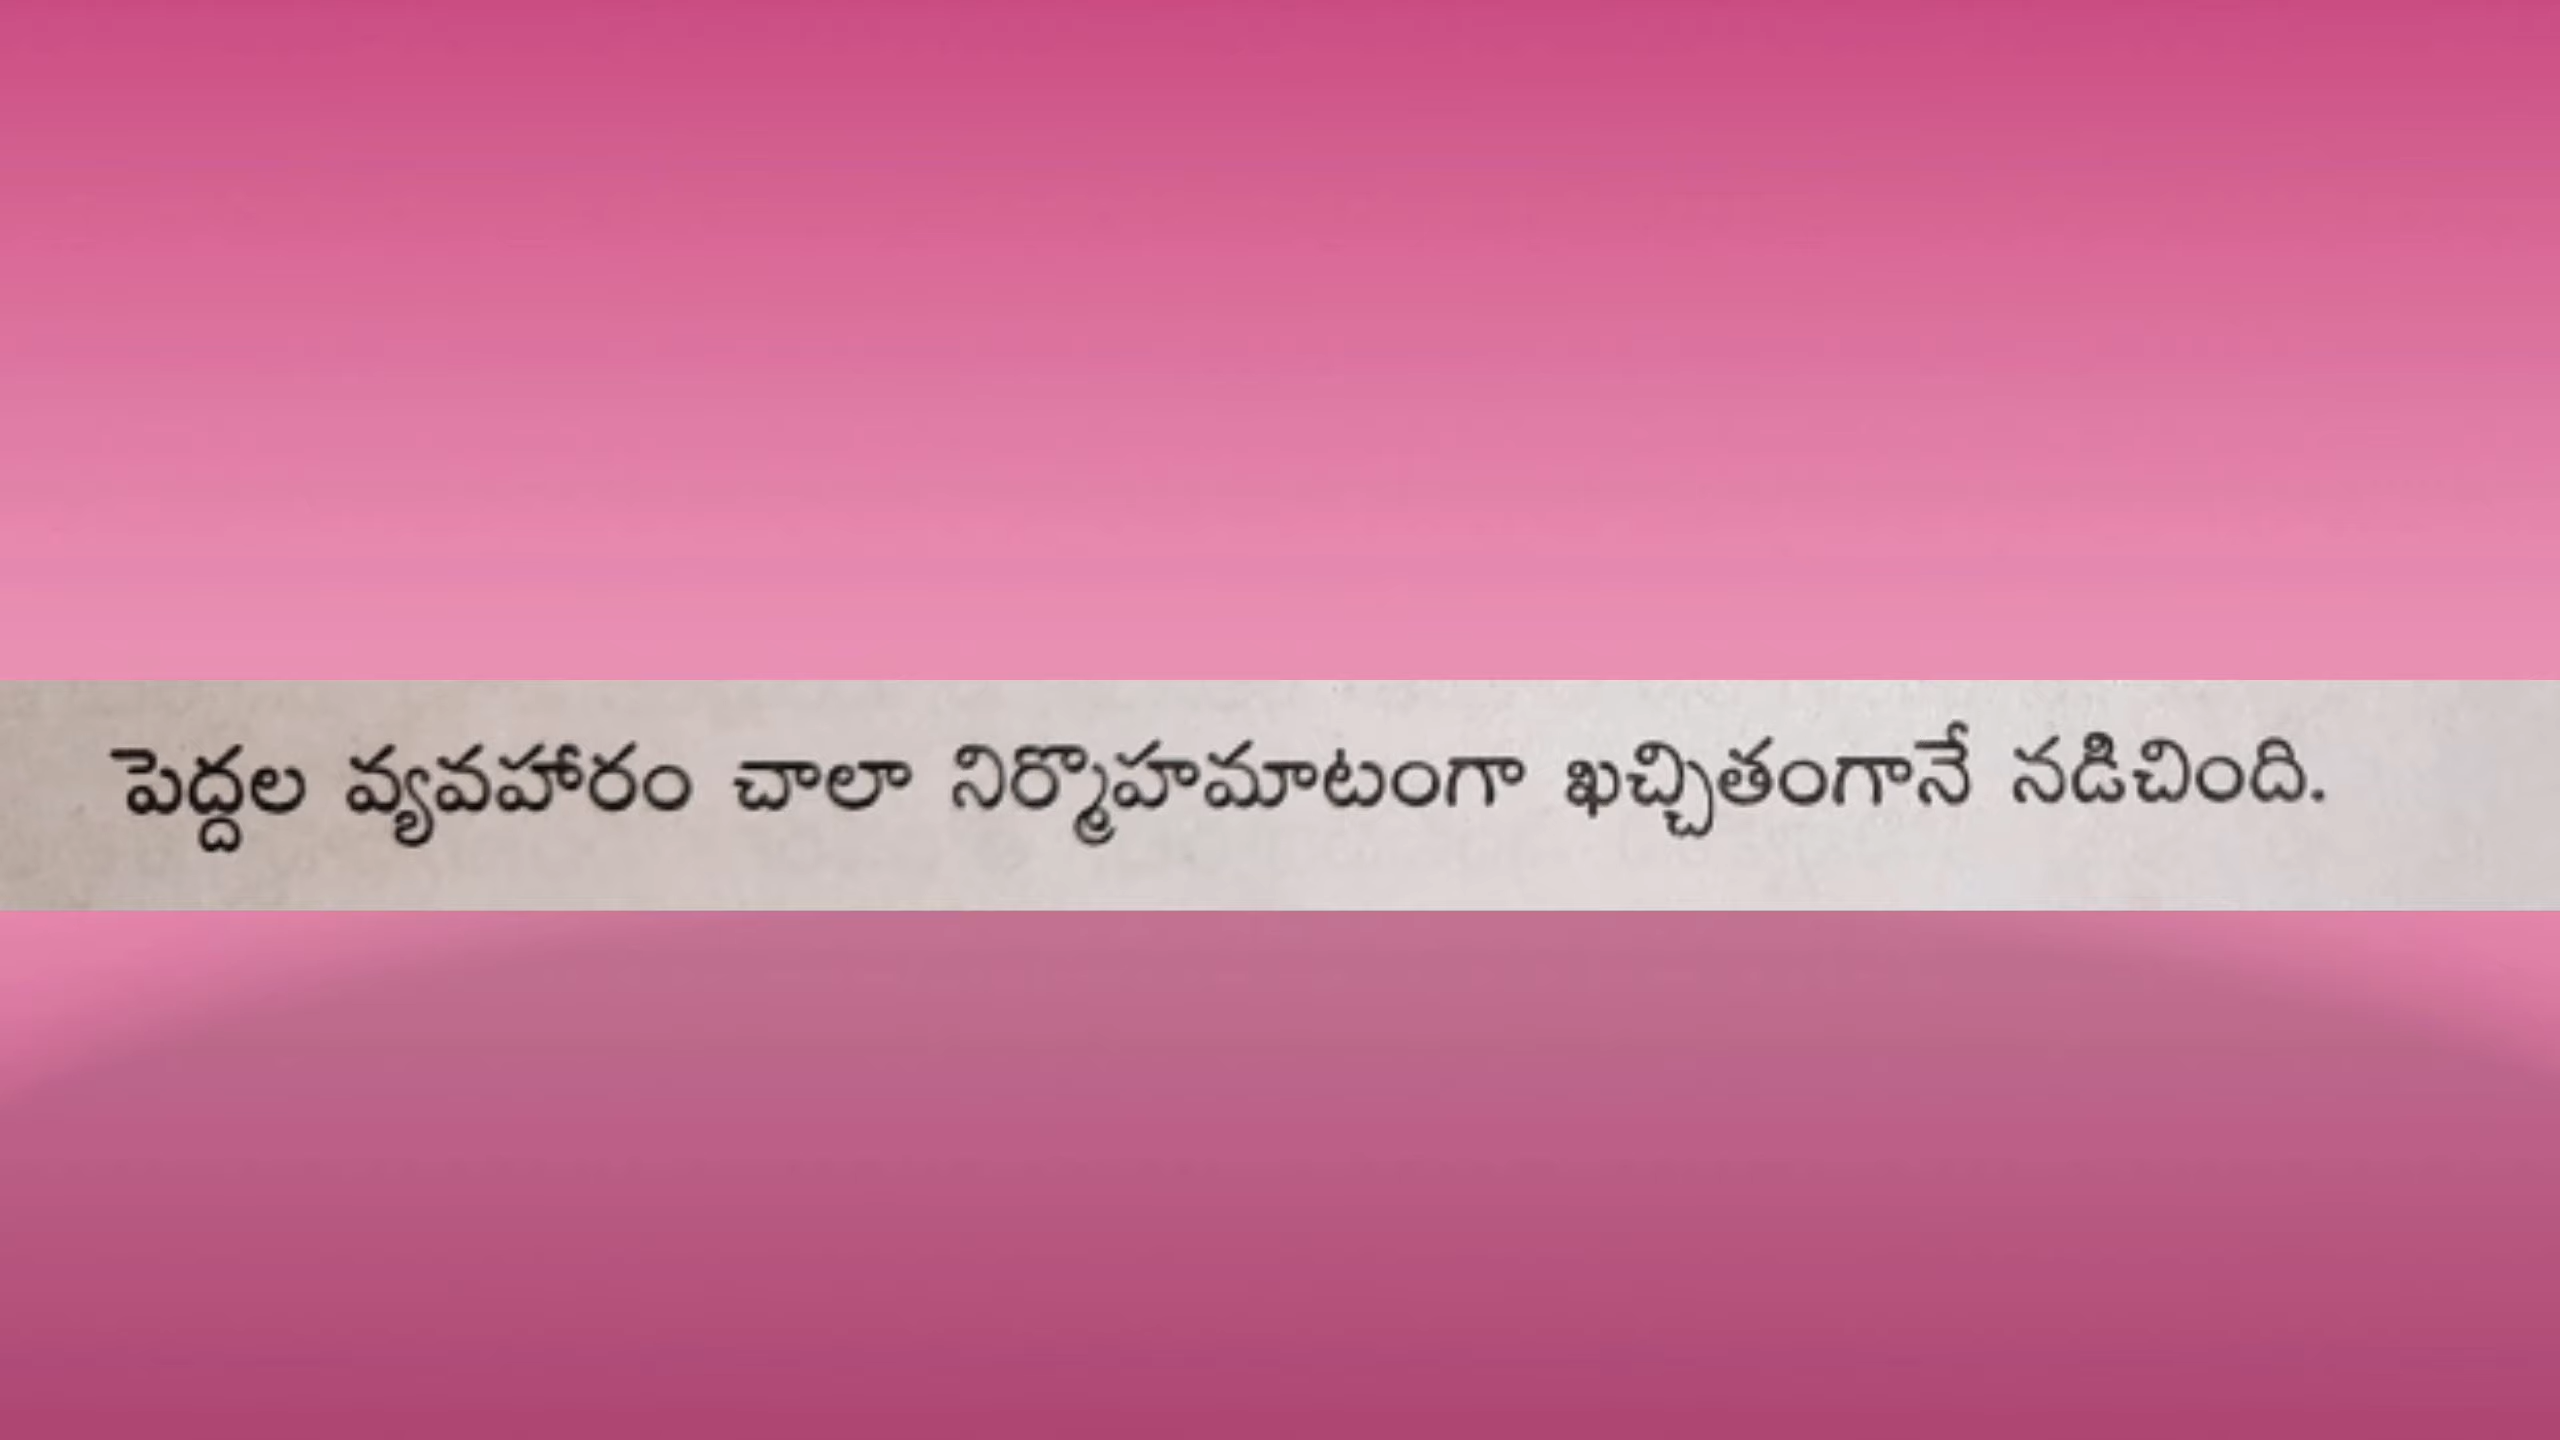 పెద్దల వ్యవహారం చాలా నిర్మొహమాటంగా ఖచ్చితంగానే నడిచింది.